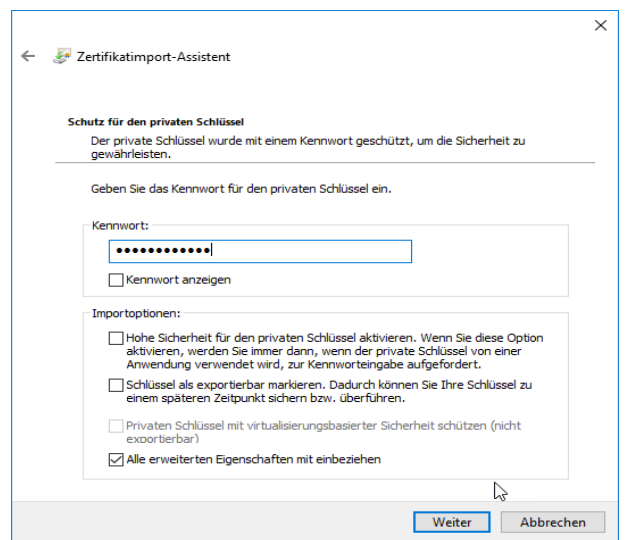 Zertifikatimport-Assistent
Schutz für den privaten Schlüssel
Der private Schlüssel wurde mit einem Kennwort geschützt, um die Sicherheit zu
gewährleisten.
Geben Sie das Kennwort für den privaten Schlüssel ein.
Kennwort:
●●●●●●●●●●●●
Kennwort anzeigen
Importoptionen:
Hohe Sicherheit für den privaten Schlüssel aktivieren. Wenn Sie diese Option
aktivieren, werden Sie immer dann, wenn der private Schlüssel von einer
Anwendung verwendet wird, zur Kennworteingabe aufgefordert.
Schlüssel als exportierbar markieren. Dadurch können Sie Ihre Schlüssel zu
einem späteren Zeitpunkt sichern bzw. überführen.
Privaten Schlüssel mit virtualisierungsbasierter Sicherheit schützen (nicht
exportierbar)
Alle erweiterten Eigenschaften mit einbeziehen
Weiter Abbrechen